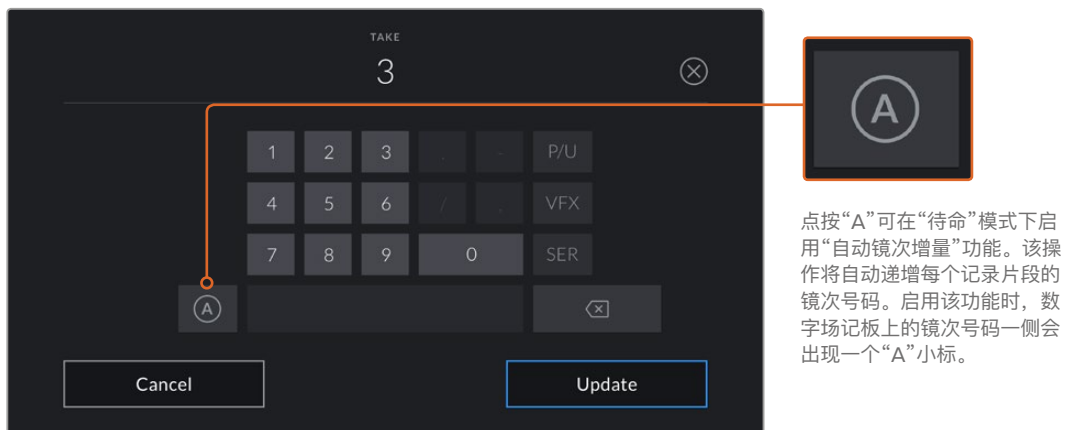 TAKE
3
1 2 3 . - P/U
4 5 6 / , VFX
7 8 9 0 SER
A
Cancel
Update
A
点按“A”可在“待命”模式下启
用“自动镜次增量”功能。该操
作将自动递增每个记录片段的
镜次号码。启用该功能时，数
字场记板上的镜次号码一侧会
出现一个“A”小标。